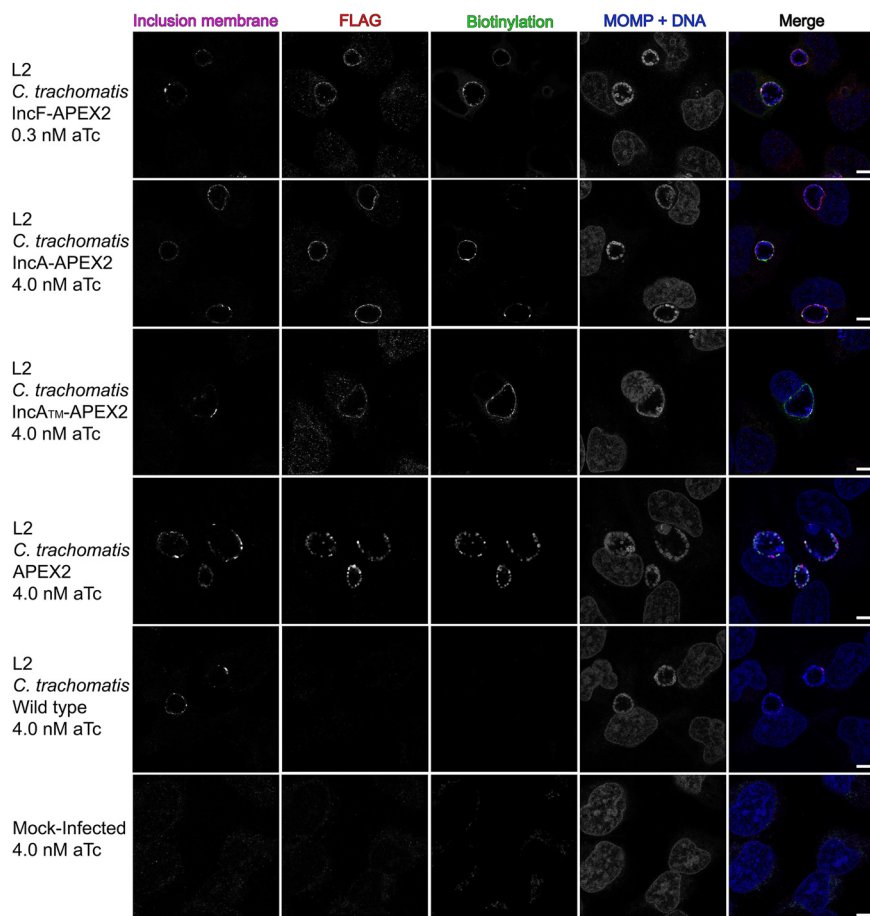 Inclusion membrane FLAG Biotinylation MOMP + DNA Merge
L2
C. trachomatis
IncF-APEX2
0.3 nM aTc
L2
C. trachomatis
IncA-APEX2
4.0 nM aTc
L2
C. trachomatis
IncATM-APEX2
4.0 nM aTc
L2
C. trachomatis
APEX2
4.0 nM aTc
L2
C. trachomatis
Wild type
4.0 nM aTc
Mock-Infected
4.0 nM aTc